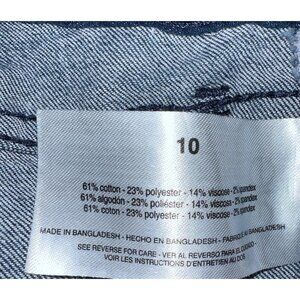 10
61% cotton - 23% polyester - 14% viscose - 2% spandex
61% algodón - 23% poliéster - 14% viscosa - 2% spandex
61% coton - 23% polyester - 14% viscose - 2% spandex
MADE IN BANGLADESH - HECHO EN BANGLADESH - FABRIQUÉ AU BANGLADESH
SEE REVERSE FOR CARE - VER AL REVERSO PARA EL CUIDADO -
VOIR LES INSTRUCTIONS D'ENTRETIEN AU DOS